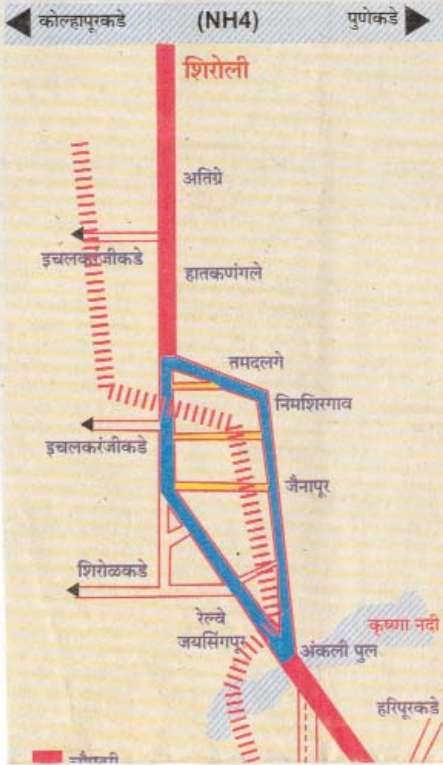 कोल्हापूरकडे (NH4) पुणेकडे
शिरोली
अतिग्रे
इचलकरंजीकडे
हातकणंगले
तमदलगे
निमशिरगाव
इचलकरंजीकडे
जैनापूर
शिरोळकडे
रेल्वे
जयसिंगपूर
कृष्णा नदी
अंकली पुल
हरिपूरकडे